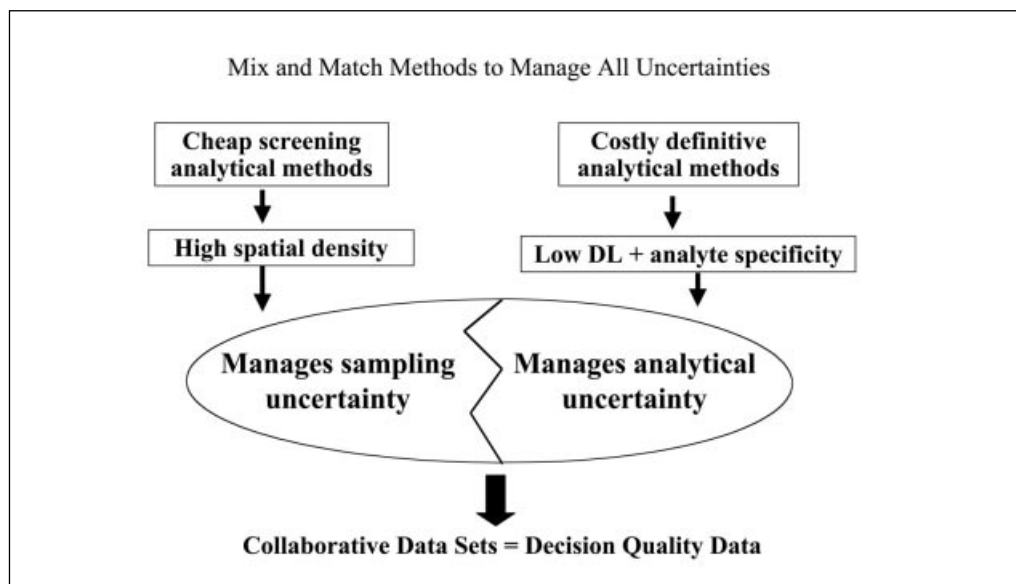 Mix and Match Methods to Manage All Uncertainties
Cheap screening
analytical methods
Costly definitive
analytical methods
High spatial density
Low DL + analyte specificity
Manages sampling
uncertainty
Manages analytical
uncertainty
Collaborative Data Sets = Decision Quality Data